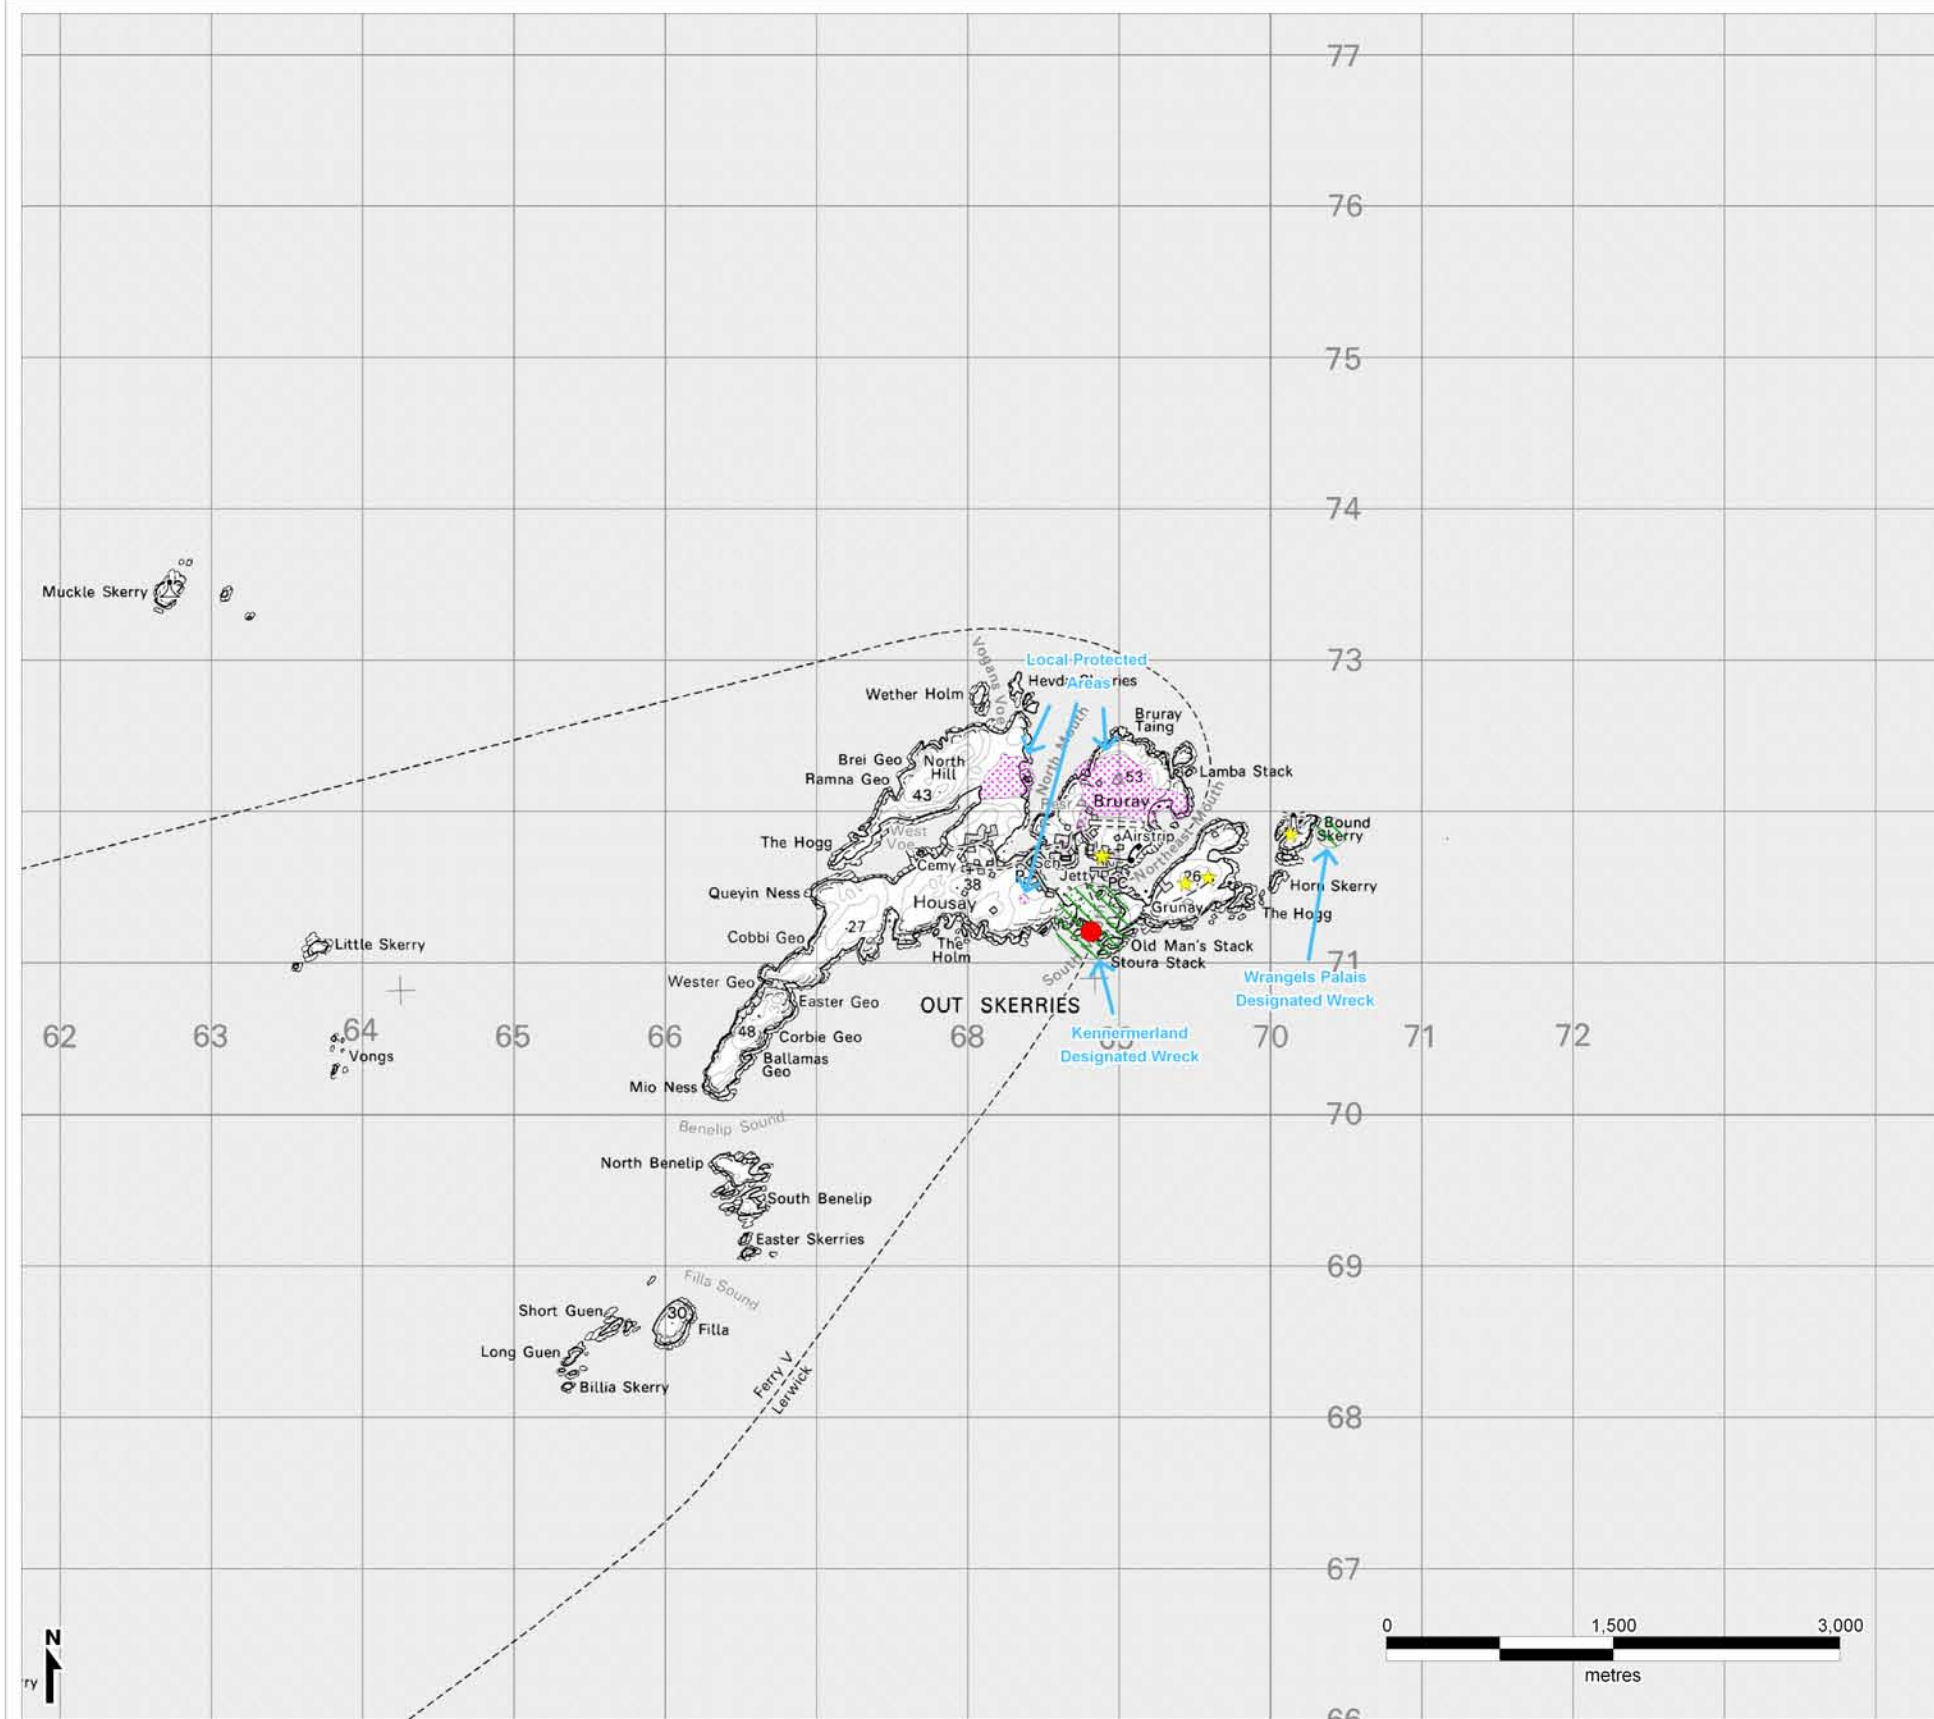 77
76
75
74
Muckle Skerry
73
Vogans Voe
Local Protected
Areas
Wether Holm
Bruray
Taing
North Mouth
Brei Geo
North
Hill
Ramna Geo
43
53
Lamba Stack
Bruray
The Hogg
West
Voe
Airstrip
Northeast Mouth
Bound
Skerry
Cemy
Sch
Jetty
PC
26
Horn Skerry
Queyin Ness
38
Housay
Grunay
The Hogg
27
Cobbi Geo
The
Holm
Old Man's Stack
Little Skerry
71
Stoura Stack
South
Wester Geo
Easter Geo
OUT SKERRIES
Wrangels Palais
Designated Wreck
62
63
64
65
66
68
70
71
72
48
Corbie Geo
Kennermerland
Designated Wreck
Vongs
Ballamas
Geo
Mio Ness
70
Benelip Sound
North Benelip
South Benelip
Easter Skerries
69
Filla Sound
Short Guen
30
Filla
Long Guen
Billia Skerry
Ferry V
Lerwick
68
67
N
0 1,500 3,000
metres
ry
66